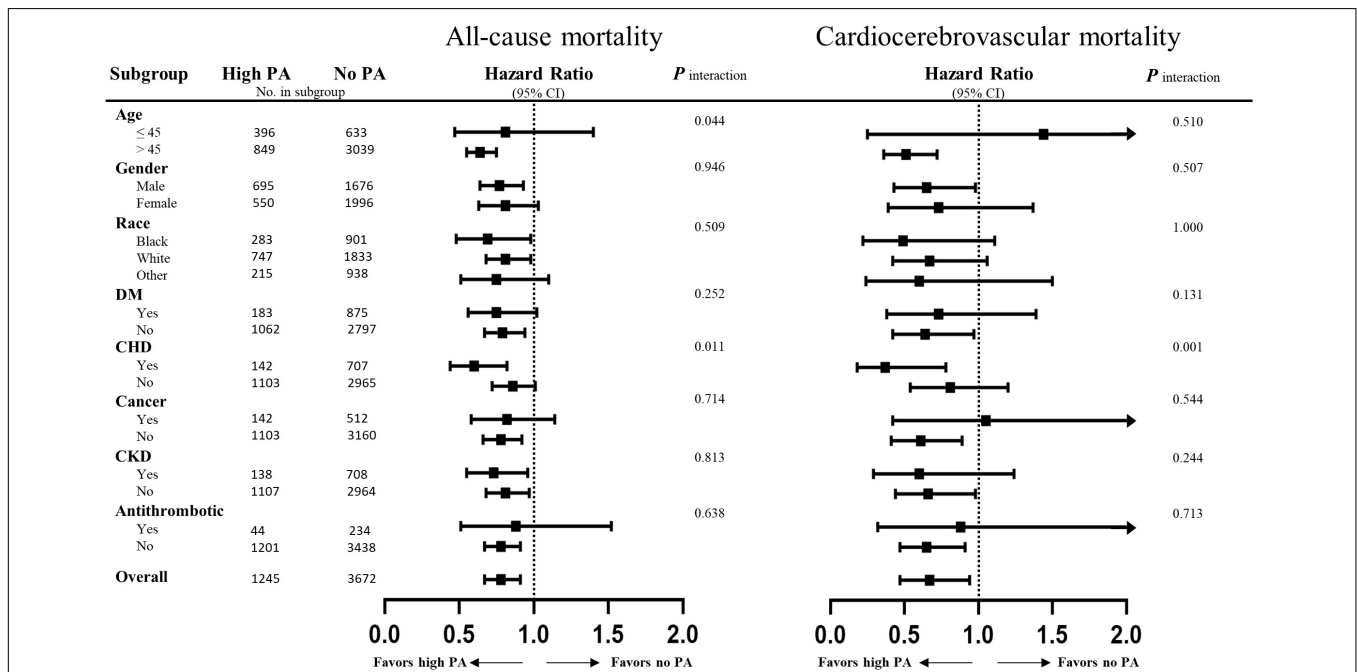 All-cause mortality Cardiocerebrovascular mortality
Subgroup High PA No PA Hazard Ratio P interaction Hazard Ratio P interaction
No. in subgroup (95% CI) (95% CI)
Age 0.044 0.510
≤ 45 396 633
> 45 849 3039
Gender 0.946 0.507
Male 695 1676
Female 550 1996
Race 0.509 1.000
Black 283 901
White 747 1833
Other 215 938
DM 0.252 0.131
Yes 183 875
No 1062 2797
CHD 0.011 0.001
Yes 142 707
No 1103 2965
Cancer 0.714 0.544
Yes 142 512
No 1103 3160
CKD 0.813 0.244
Yes 138 708
No 1107 2964
Antithrombotic 0.638 0.713
Yes 44 234
No 1201 3438
Overall 1245 3672
0.0 0.5 1.0 1.5 2.0 0.0 0.5 1.0 1.5 2.0
Favors high PA Favors no PA Favors high PA Favors no PA